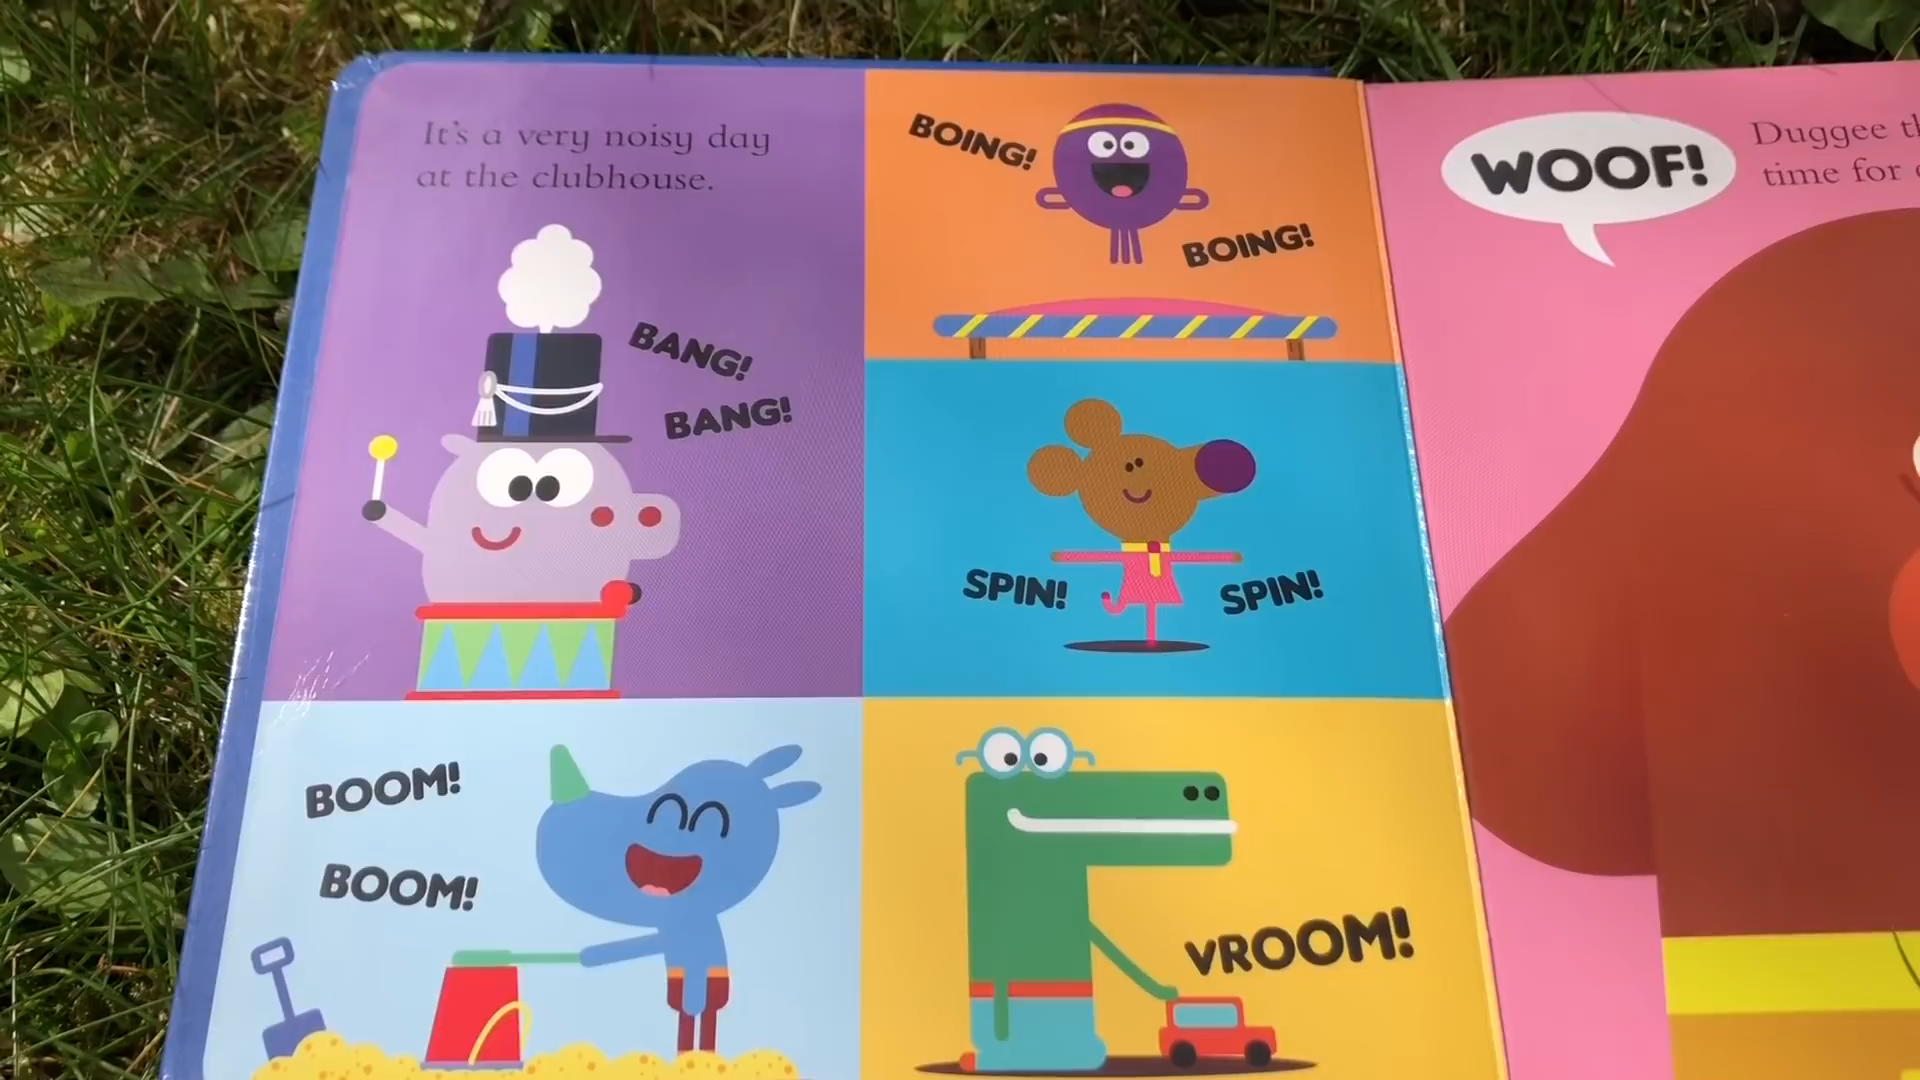 It's a very noisy day
at the clubhouse.
BANG!
BANG!
BOING!
BOING!
SPIN!
SPIN!
BOOM!
BOOM!
VROOM!
WOOF!
Duggee
time for